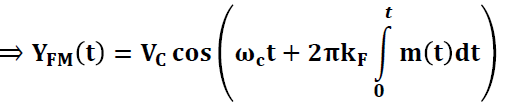 ⇒ Y_FM(t) = V_C cos(ω_c t + 2πk_F ∫_0^t m(t)dt)